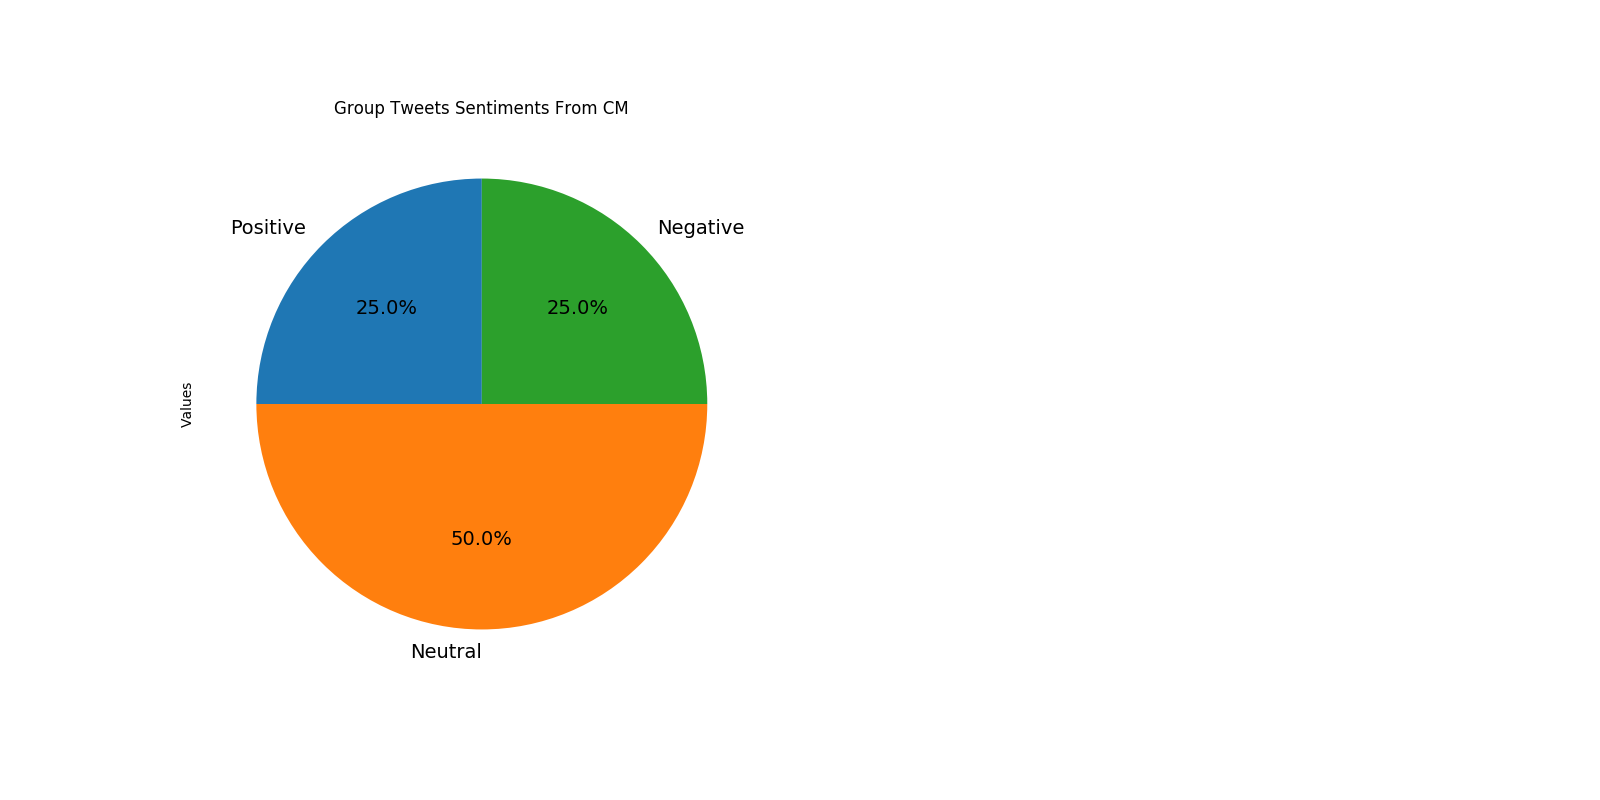 Group Tweets Sentiments From CM
Positive
Negative
25.0%
25.0%
Values
50.0%
Neutral